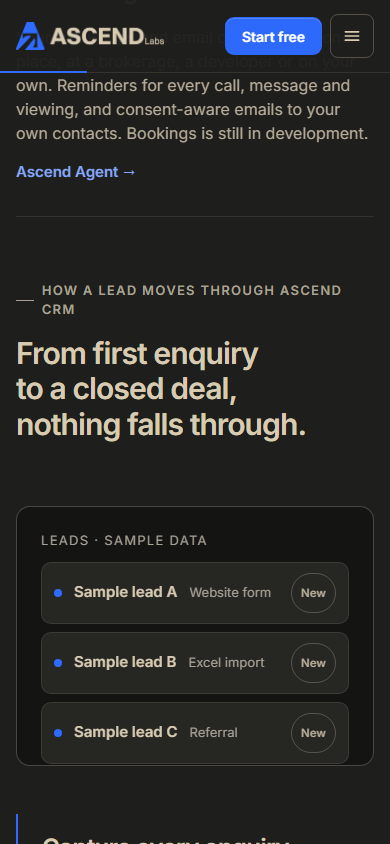 ASCEND Labs
Start free
own. Reminders for every call, message and
viewing, and consent-aware emails to your
own contacts. Bookings is still in development.
Ascend Agent →
HOW A LEAD MOVES THROUGH ASCEND
CRM
From first enquiry
to a closed deal,
nothing falls through.
LEADS · SAMPLE DATA
Sample lead A Website form New
Sample lead B Excel import New
Sample lead C Referral New
Capture every enquiry